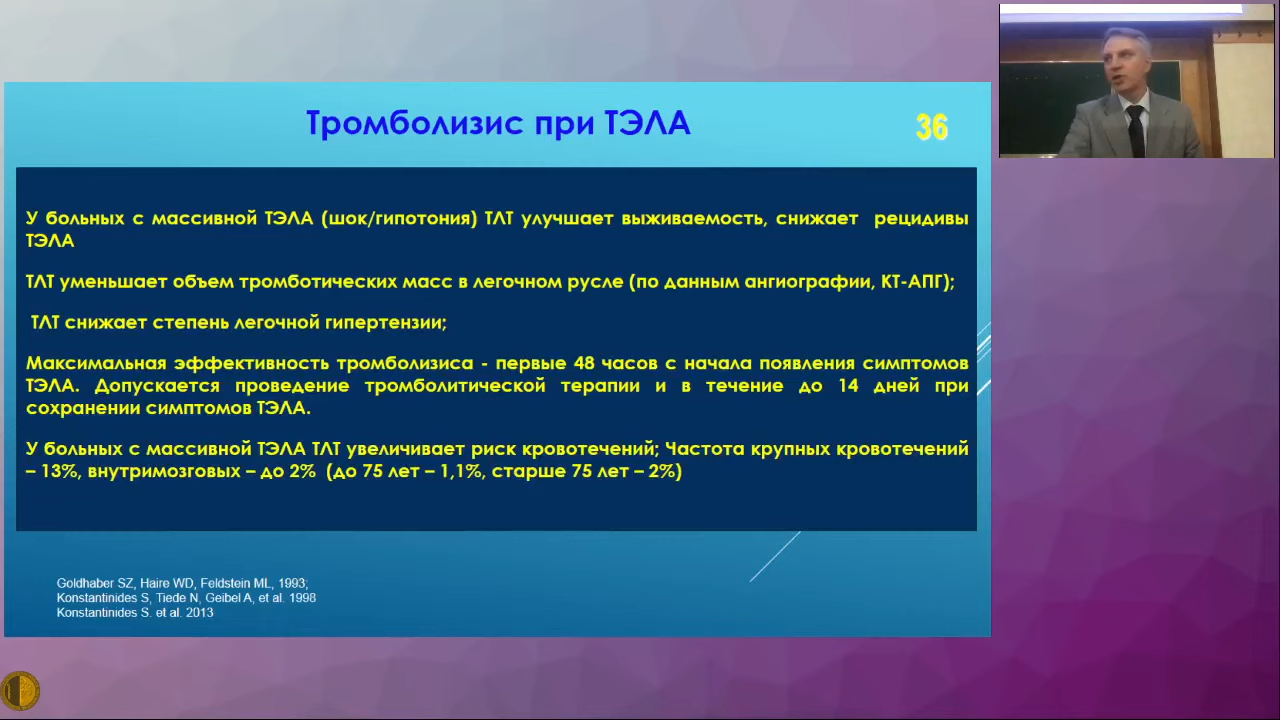 Тромболизис при ТЭЛА
36
У больных с массивной ТЭЛА (шок/гипотония) ТЛТ улучшает выживаемость, снижает рецидивы
ТЭЛА
ТЛТ уменьшает объем тромботических масс в легочном русле (по данным ангиографии, КТ-АПГ);
ТЛТ снижает степень легочной гипертензии;
Максимальная эффективность тромболизиса - первые 48 часов с начала появления симптомов
ТЭЛА. Допускается проведение тромболитической терапии и в течение до 14 дней при
сохранении симптомов ТЭЛА.
У больных с массивной ТЭЛА ТЛТ увеличивает риск кровотечений; Частота крупных кровотечений
– 13%, внутримозговых – до 2% (до 75 лет – 1,1%, старше 75 лет – 2%)
Goldhaber SZ, Haire WD, Feldstein ML, 1993;
Konstantinides S, Tiede N, Geibel A, et al. 1998
Konstantinides S. et al. 2013